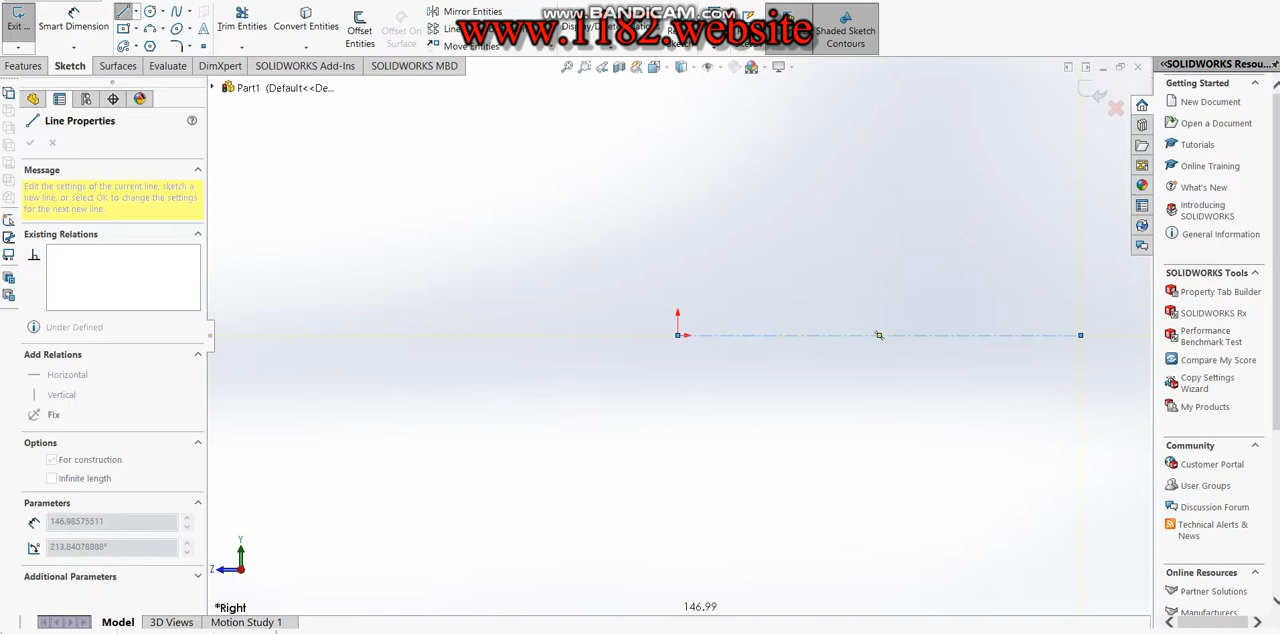 www.BANDICAM.com
www.1182.website
Exit ...
Smart Dimension
Trim Entities
Convert Entities
Offset Entities
Offset On Surface
Mirror Entities
Move Entities
Shaded Sketch Contours
Features
Sketch
Surfaces
Evaluate
DimXpert
SOLIDWORKS Add-Ins
SOLIDWORKS MBD
Part1 (Default<<De...
Line Properties
Message
Edit the settings of the current line, sketch a
new line, or select OK to change the settings
for the next new line.
Existing Relations
Under Defined
Add Relations
Horizontal
Vertical
Fix
Options
For construction
Infinite length
Parameters
146.98575511
213.84078888°
Additional Parameters
Y
Z
*Right
146.99
Model
3D Views
Motion Study 1
SOLIDWORKS Resou...
Getting Started
New Document
Open a Document
Tutorials
Online Training
What's New
Introducing
SOLIDWORKS
General Information
SOLIDWORKS Tools
Property Tab Builder
SOLIDWORKS Rx
Performance
Benchmark Test
Compare My Score
Copy Settings
Wizard
My Products
Community
Customer Portal
User Groups
Discussion Forum
Technical Alerts &
News
Online Resources
Partner Solutions
Manufacturers